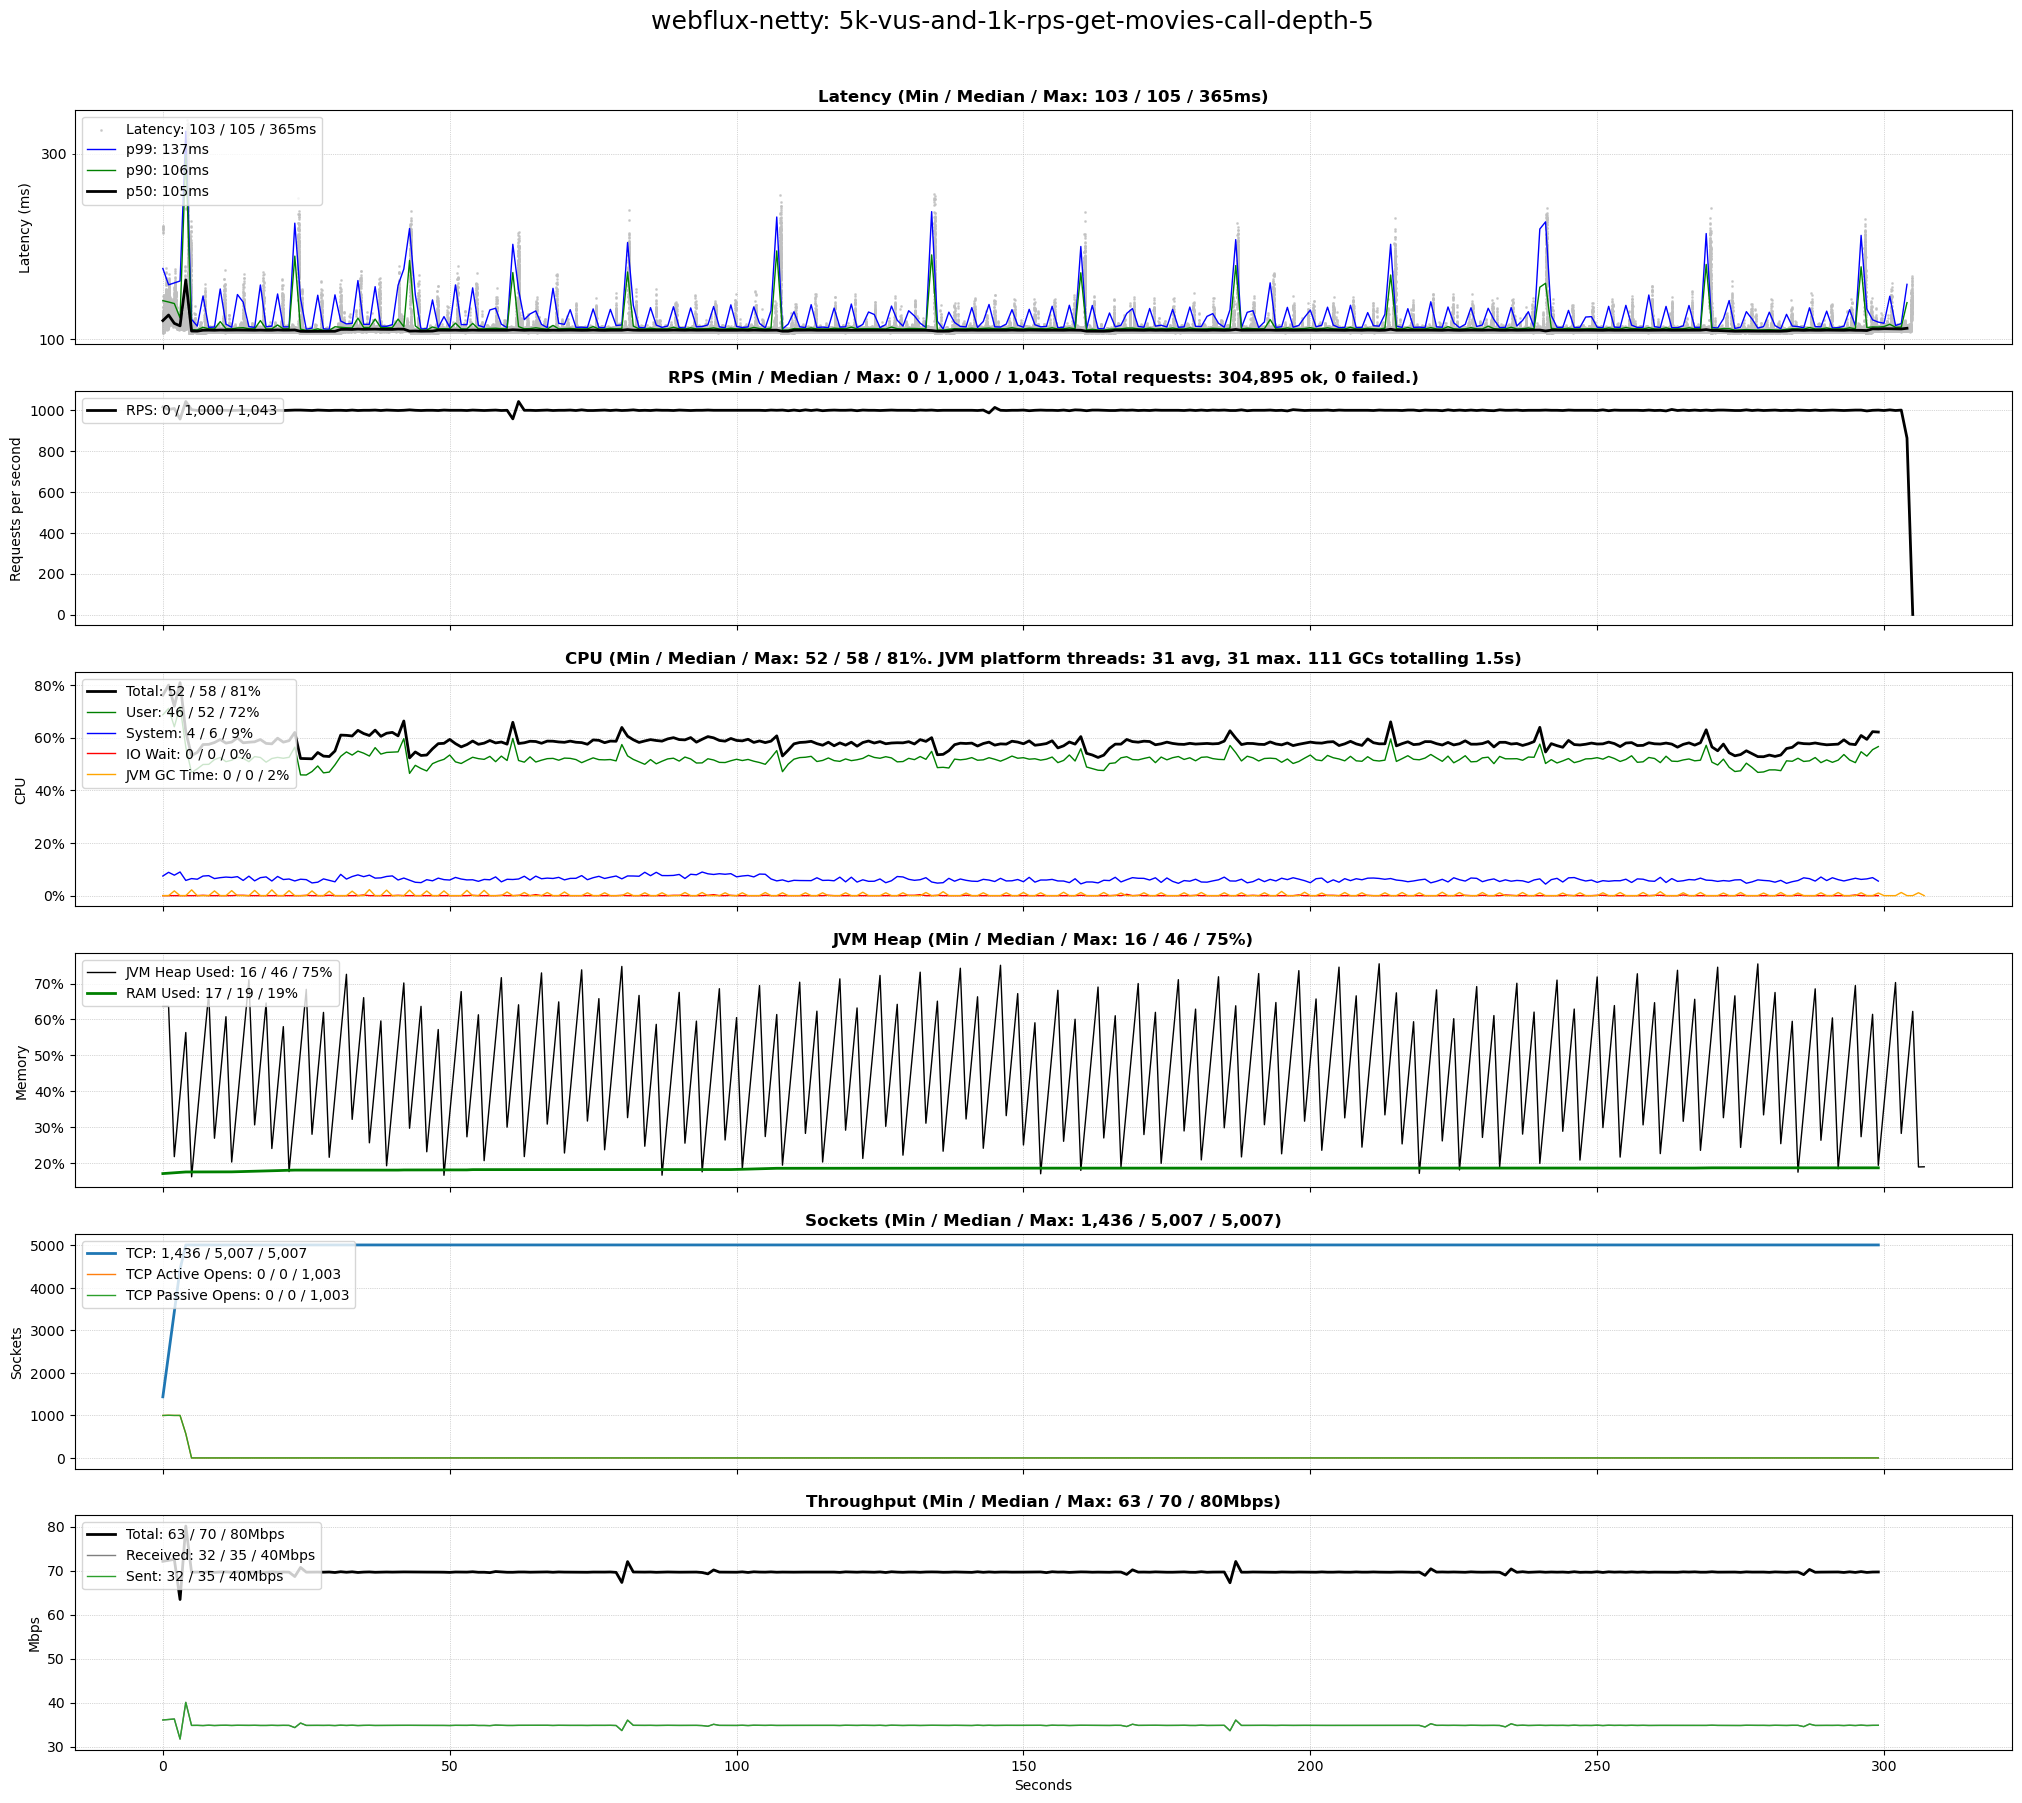 webflux-netty: 5k-vus-and-1k-rps-get-movies-call-depth-5
Latency (Min / Median / Max: 103 / 105 / 365ms)
Latency: 103 / 105 / 365ms
p99: 137ms
p90: 106ms
p50: 105ms
300
100
Latency (ms)
RPS (Min / Median / Max: 0 / 1,000 / 1,043. Total requests: 304,895 ok, 0 failed.)
RPS: 0 / 1,000 / 1,043
1000
800
600
400
200
0
Requests per second
CPU (Min / Median / Max: 52 / 58 / 81%. JVM platform threads: 31 avg, 31 max. 111 GCs totalling 1.5s)
Total: 52 / 58 / 81%
User: 46 / 52 / 72%
System: 4 / 6 / 9%
IO Wait: 0 / 0 / 0%
JVM GC Time: 0 / 0 / 2%
80%
60%
40%
20%
0%
CPU
JVM Heap (Min / Median / Max: 16 / 46 / 75%)
JVM Heap Used: 16 / 46 / 75%
RAM Used: 17 / 19 / 19%
70%
60%
50%
40%
30%
20%
Memory
Sockets (Min / Median / Max: 1,436 / 5,007 / 5,007)
TCP: 1,436 / 5,007 / 5,007
TCP Active Opens: 0 / 0 / 1,003
TCP Passive Opens: 0 / 0 / 1,003
5000
4000
3000
2000
1000
0
Sockets
Throughput (Min / Median / Max: 63 / 70 / 80Mbps)
Total: 63 / 70 / 80Mbps
Received: 32 / 35 / 40Mbps
Sent: 32 / 35 / 40Mbps
80
70
60
50
40
30
Mbps
0
50
100
150
200
250
300
Seconds